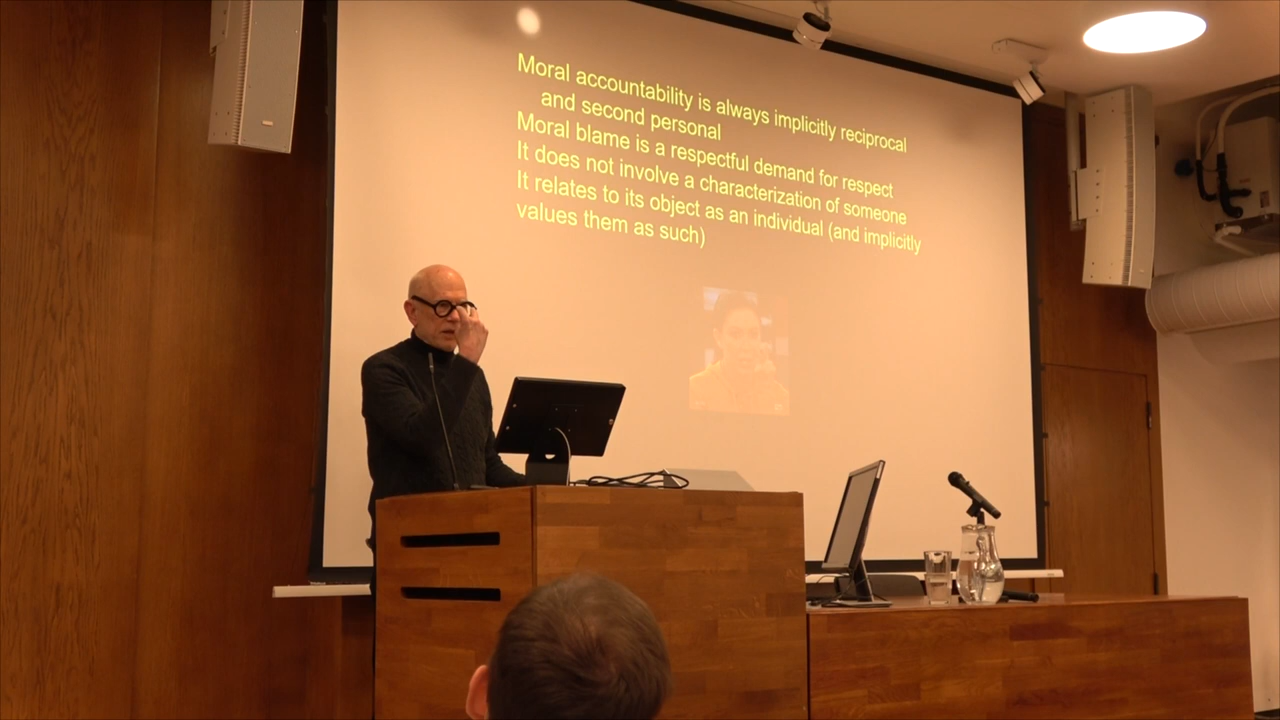 Moral accountability is always implicitly reciprocal
and second personal
Moral blame is a respectful demand for respect
It does not involve a characterization of someone
It relates to its object as an individual (and implicitly
values them as such)